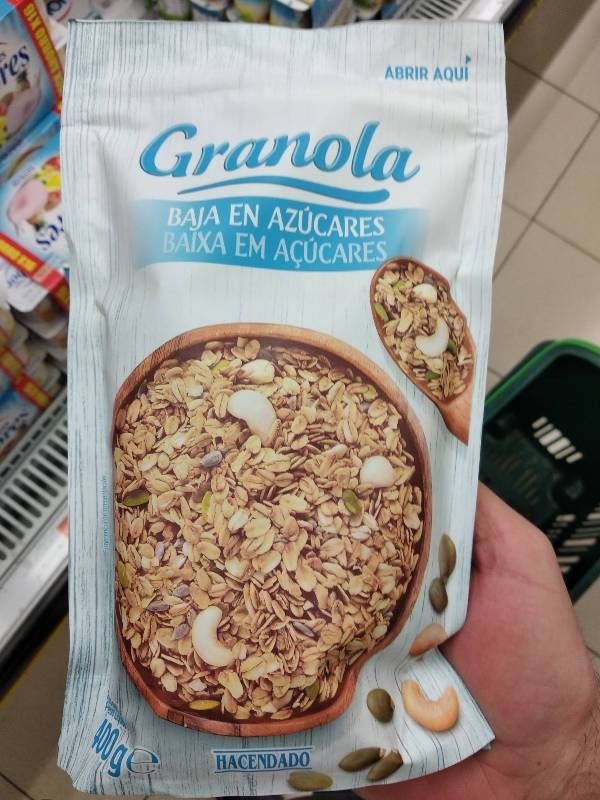 ABRIR AQUÍ
Granola
BAJA EN AZÚCARES
BAIXA EM AÇÚCARES
400g e
HACENDADO